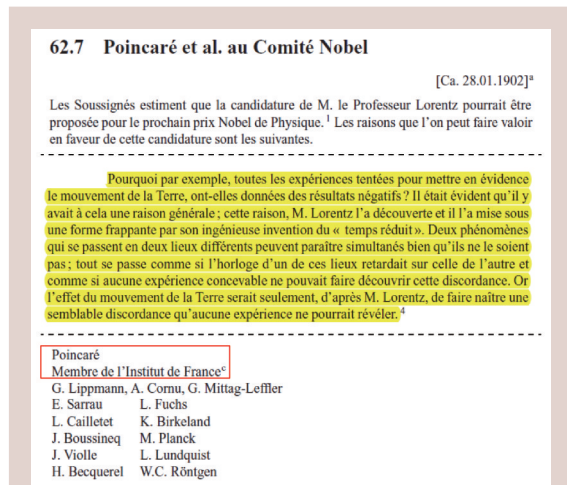 62.7 Poincaré et al. au Comité Nobel
[Ca. 28.01.1902]a
Les Soussignés estiment que la candidature de M. le Professeur Lorentz pourrait être
proposée pour le prochain prix Nobel de Physique.1 Les raisons que l'on peut faire valoir
en faveur de cette candidature sont les suivantes.
Pourquoi par exemple, toutes les expériences tentées pour mettre en évidence
le mouvement de la Terre, ont-elles données des résultats négatifs ? Il était évident qu'il y
avait à cela une raison générale ; cette raison, M. Lorentz l'a découverte et il l'a mise sous
une forme frappante par son ingénieuse invention du « temps réduit ». Deux phénomènes
qui se passent en deux lieux différents peuvent paraître simultanés bien qu'ils ne le soient
pas ; tout se passe comme si l'horloge d'un de ces lieux retardait sur celle de l'autre et
comme si aucune expérience concevable ne pouvait faire découvrir cette discordance. Or
l'effet du mouvement de la Terre serait seulement, d'après M. Lorentz, de faire naître une
semblable discordance qu'aucune expérience ne pourrait révéler.4
Poincaré
Membre de l'Institut de Francec
G. Lippmann, A. Cornu, G. Mittag-Leffler
E. Sarrau L. Fuchs
L. Cailletet K. Birkeland
J. Boussineq M. Planck
J. Violle L. Lundquist
H. Becquerel W.C. Röntgen